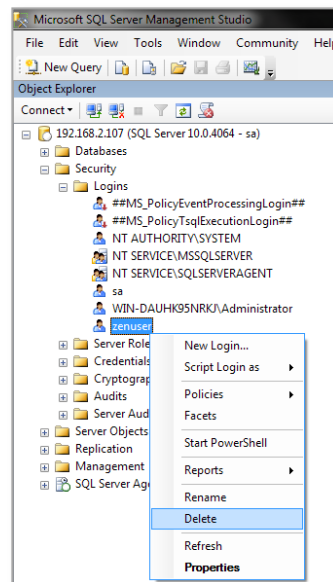 Microsoft SQL Server Management Studio
File Edit View Tools Window Community Help
New Query
Object Explorer
Connect
192.168.2.107 (SQL Server 10.0.4064 - sa)
Databases
Security
Logins
##MS_PolicyEventProcessingLogin##
##MS_PolicyTsqlExecutionLogin##
NT AUTHORITY\SYSTEM
NT SERVICE\MSSQLSERVER
NT SERVICE\SQLSERVERAGENT
sa
WIN-DAUHK95NRKJ\Administrator
zenuser
Server Role
Credentials
Cryptograp
Audits
Server Aud
Server Objects
Replication
Management
SQL Server Age
New Login...
Script Login as
Policies
Facets
Start PowerShell
Reports
Rename
Delete
Refresh
Properties